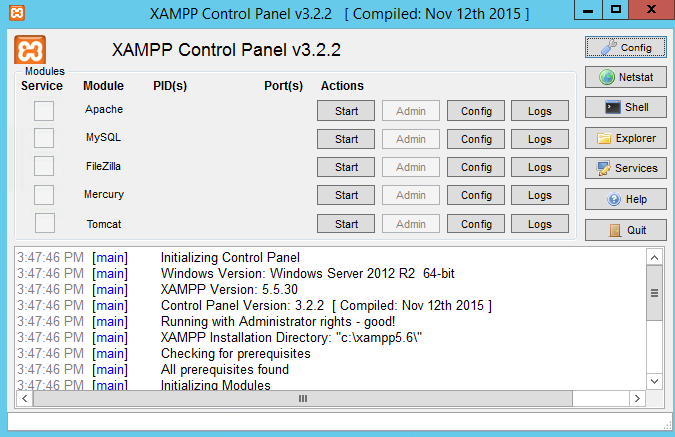 XAMPP Control Panel v3.2.2 [ Compiled: Nov 12th 2015 ]
XAMPP Control Panel v3.2.2
Config
Modules
Service Module PID(s) Port(s) Actions
Netstat
Apache Start Admin Config Logs
Shell
MySQL Start Admin Config Logs
Explorer
FileZilla Start Admin Config Logs
Services
Mercury Start Admin Config Logs
Help
Tomcat Start Admin Config Logs
Quit
3:47:46 PM [main] Initializing Control Panel
3:47:46 PM [main] Windows Version: Windows Server 2012 R2 64-bit
3:47:46 PM [main] XAMPP Version: 5.5.30
3:47:46 PM [main] Control Panel Version: 3.2.2 [ Compiled: Nov 12th 2015 ]
3:47:46 PM [main] Running with Administrator rights - good!
3:47:46 PM [main] XAMPP Installation Directory: "c:\xampp5.6\"
3:47:46 PM [main] Checking for prerequisites
3:47:46 PM [main] All prerequisites found
3:47:46 PM [main] Initializing Modules